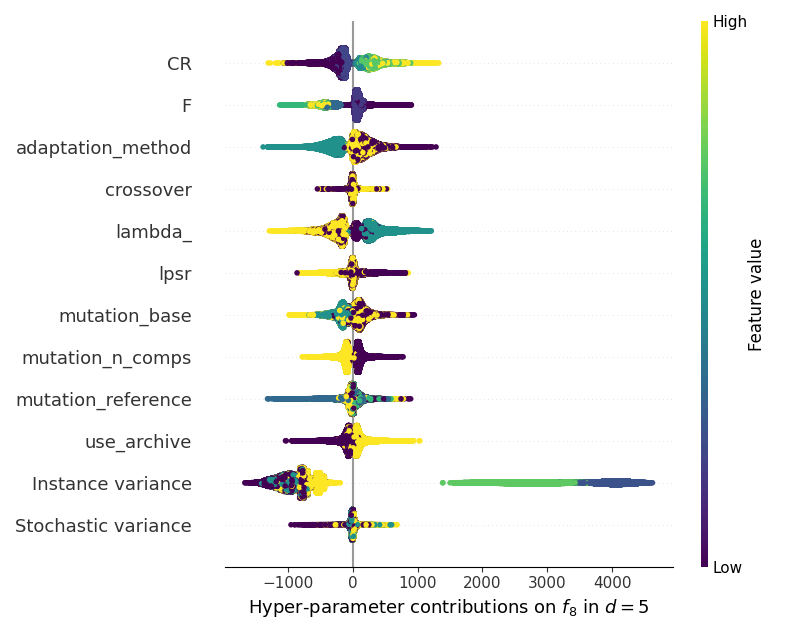 High
CR
F
adaptation_method
crossover
lambda_
lpsr
mutation_base
mutation_n_comps
mutation_reference
use_archive
Instance variance
Stochastic variance
Feature value
Low
−1000 0 1000 2000 3000 4000
Hyper-parameter contributions on f₈ in d = 5